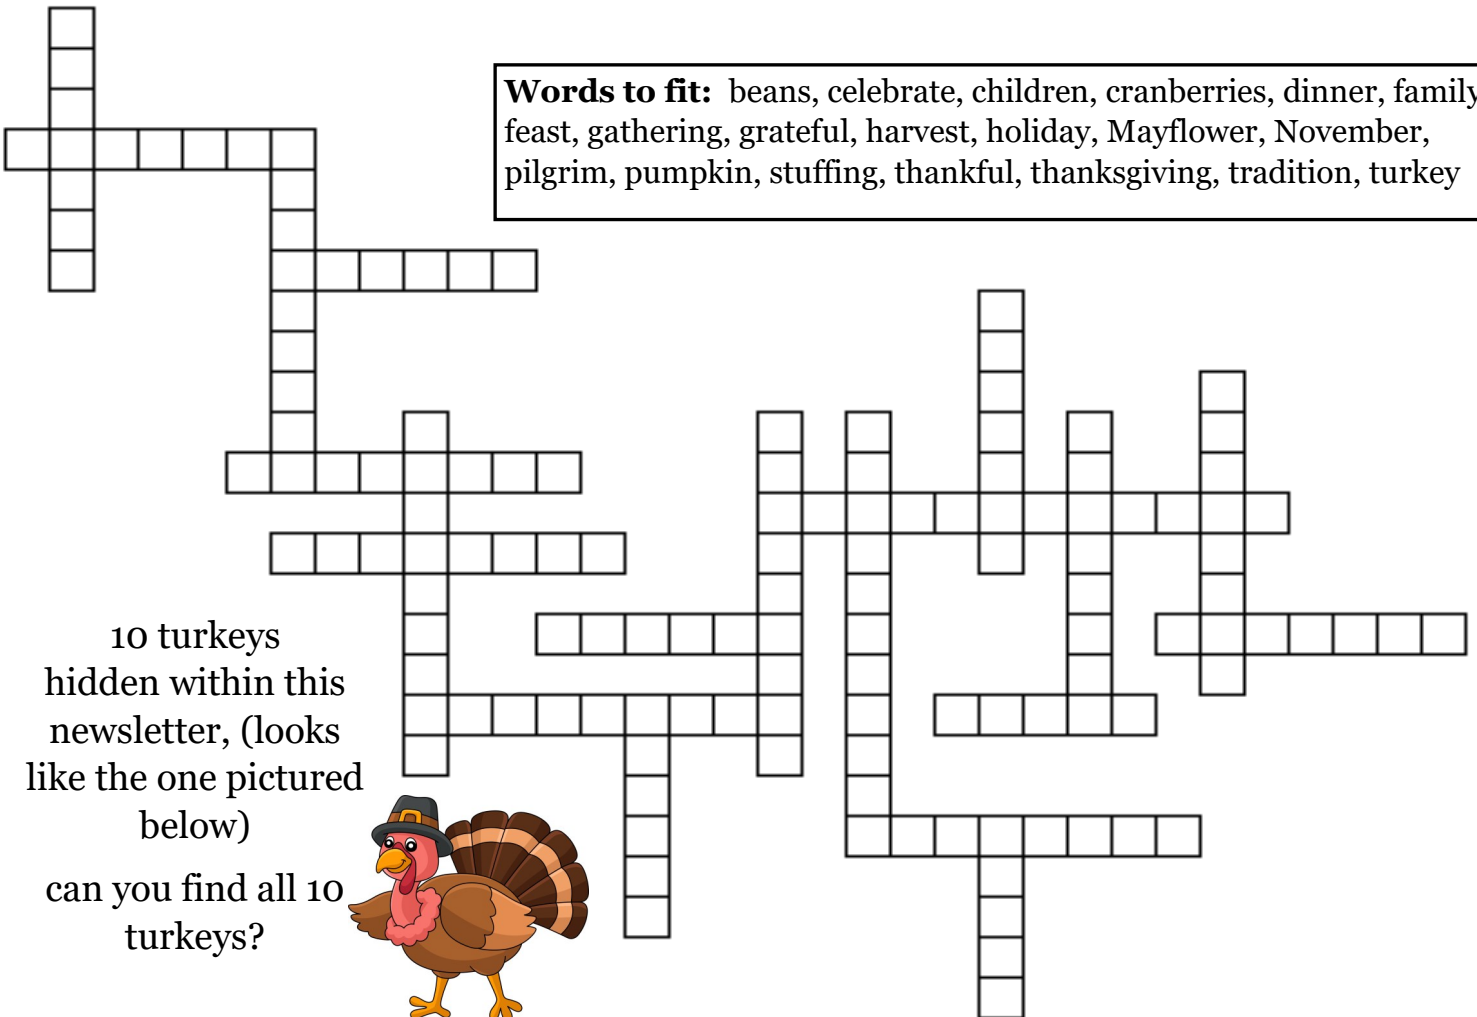 Words to fit: beans, celebrate, children, cranberries, dinner, family
feast, gathering, grateful, harvest, holiday, Mayflower, November,
pilgrim, pumpkin, stuffing, thankful, thanksgiving, tradition, turkey
10 turkeys
hidden within this
newsletter, (looks
like the one pictured
below)
can you find all 10
turkeys?